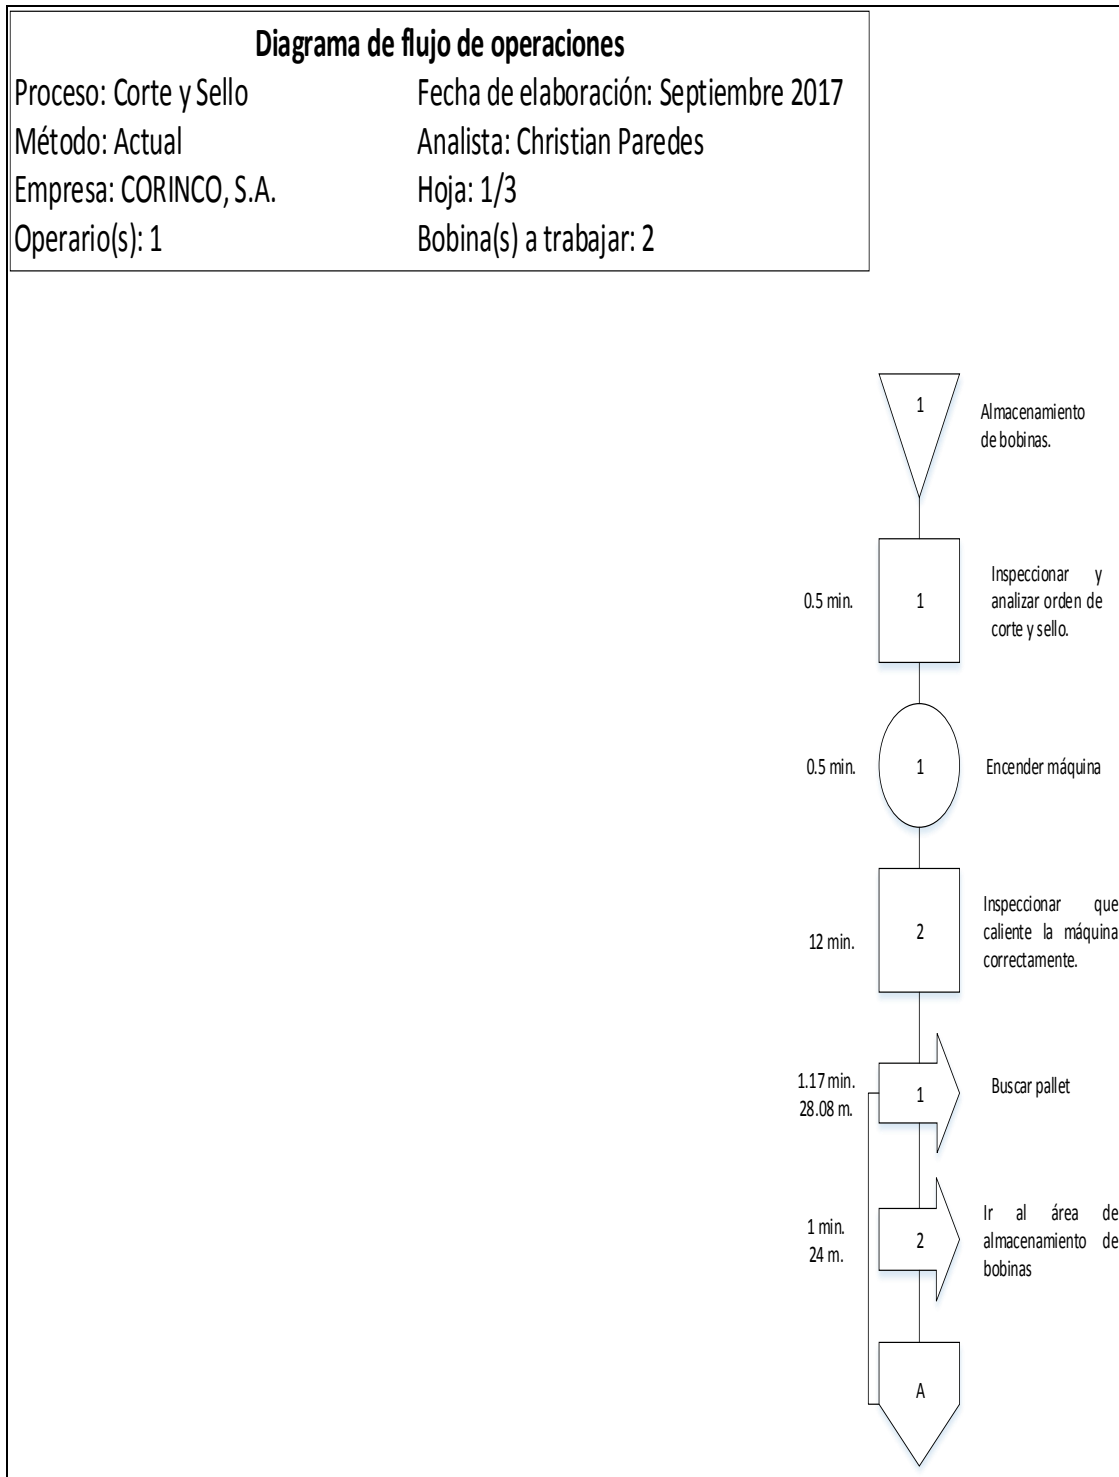 Diagrama de flujo de operaciones
Proceso: Corte y Sello
Fecha de elaboración: Septiembre 2017
Método: Actual
Analista: Christian Paredes
Empresa: CORINCO, S.A.
Hoja: 1/3
Operario(s): 1
Bobina(s) a trabajar: 2
1
Almacenamiento
de bobinas.
0.5 min.
1
Inspeccionar y
analizar orden de
corte y sello.
0.5 min.
1
Encender máquina
12 min.
2
Inspeccionar que
caliente la máquina
correctamente.
1.17 min.
28.08 m.
1
Buscar pallet
1 min.
24 m.
2
Ir al área de
almacenamiento de
bobinas
A